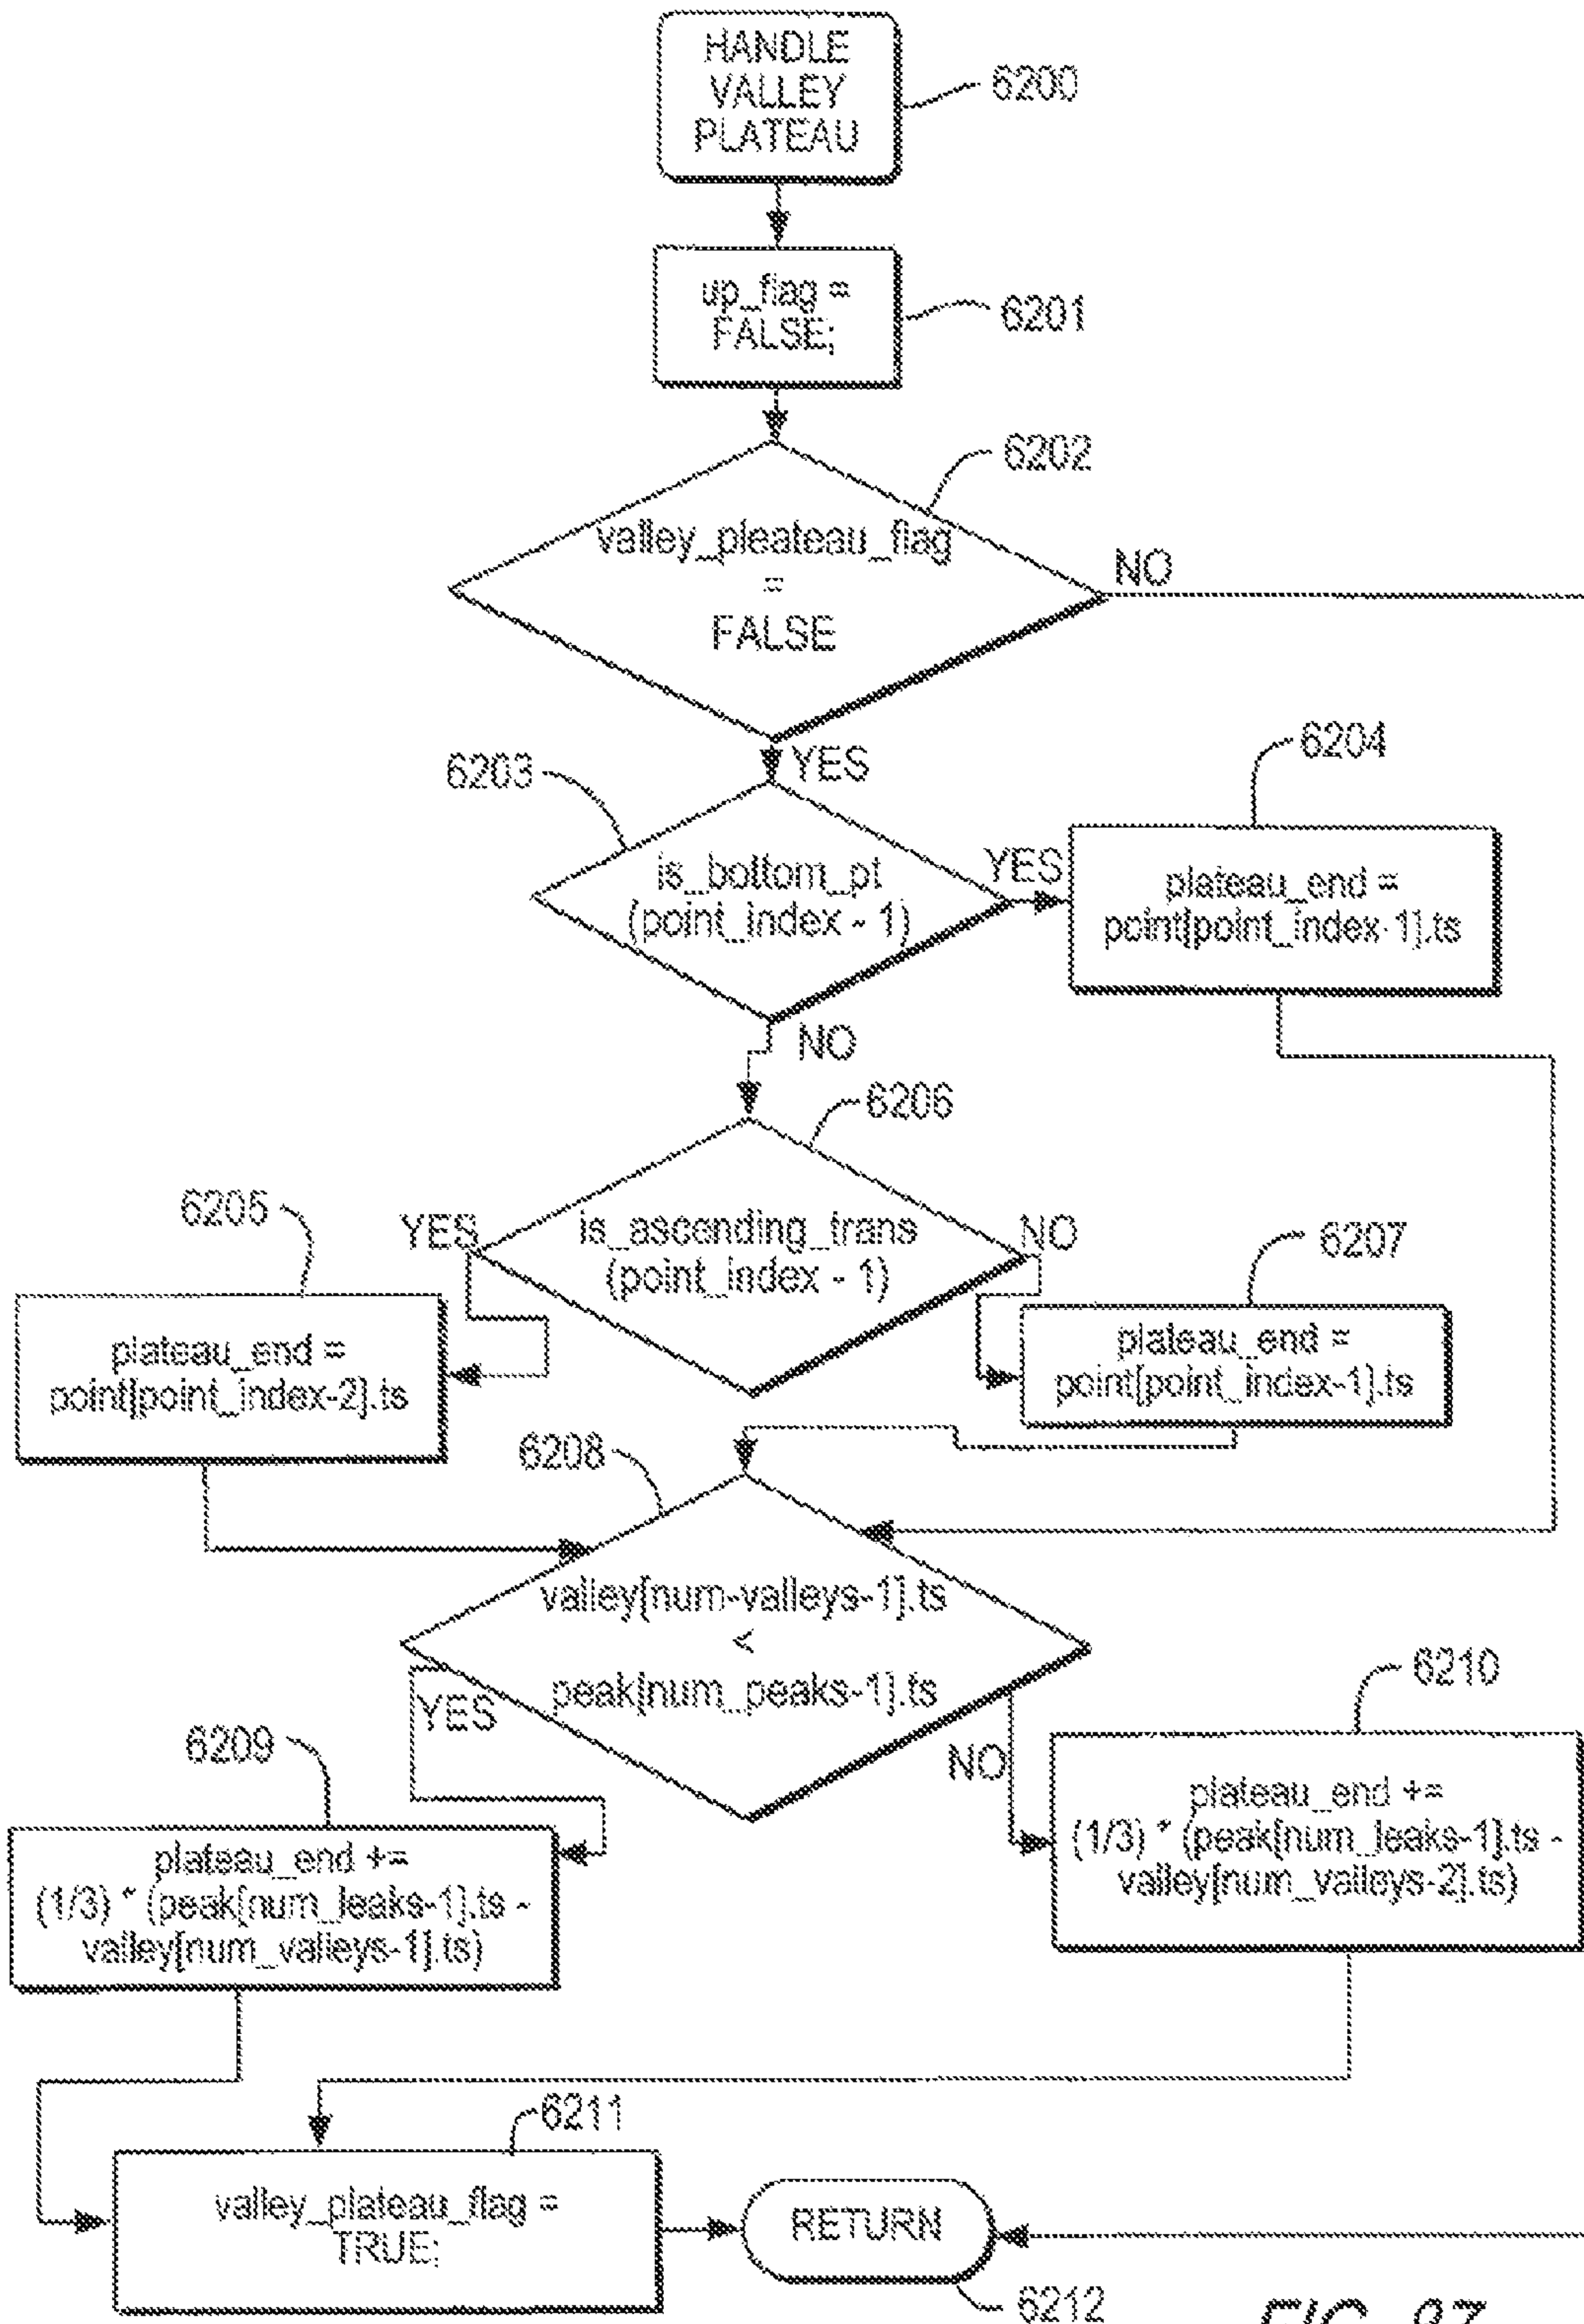 HANDLE
VALLEY
PLATEAU
6200
up_flag =
FALSE;
6201
6202
valley_pleateau_flag
=
FALSE
NO
YES
6203
6204
is_bottom_pt
(point_index - 1)
YES
plateau_end =
point[point_index-1].ts
NO
6206
6205
YES
is_ascending_trans
(point_index - 1)
NO
6207
plateau_end =
point[point_index-2].ts
plateau_end =
point[point_index-1].ts
6208
valley[num-valleys-1].ts
<
peak[num_peaks-1].ts
YES
NO
6210
6209
plateau_end +=
(1/3) * (peak[num_leaks-1].ts -
valley[num_valleys-2].ts)
plateau_end +=
(1/3) * (peak[num_leaks-1].ts -
valley[num_valleys-1].ts)
6211
valley_plateau_flag =
TRUE;
RETURN
6212
FIG. 87